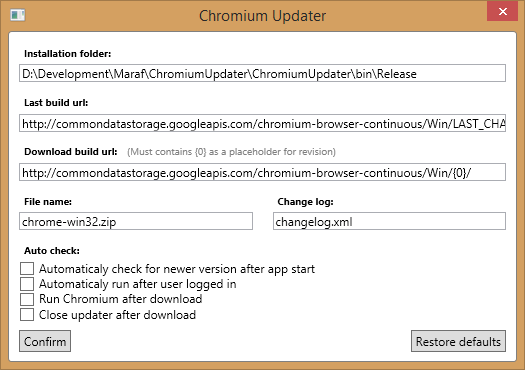 Chromium Updater
Installation folder:
D:\Development\Maraf\ChromiumUpdater\ChromiumUpdater\bin\Release
Last build url:
http://commondatastorage.googleapis.com/chromium-browser-continuous/Win/LAST_CHA
Download build url: (Must contains {0} as a placeholder for revision)
http://commondatastorage.googleapis.com/chromium-browser-continuous/Win/{0}/
File name: Change log:
chrome-win32.zip changelog.xml
Auto check:
Automaticaly check for newer version after app start
Automaticaly run after user logged in
Run Chromium after download
Close updater after download
Confirm Restore defaults